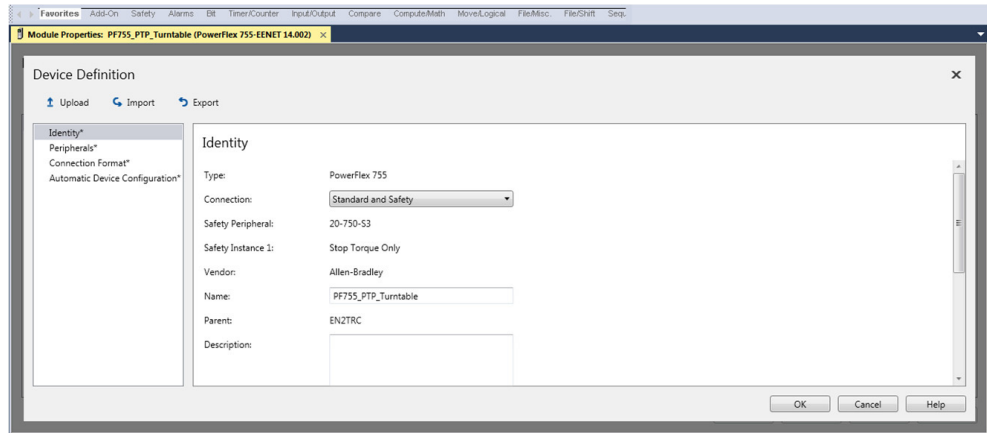 Favorites Add-On Safety Alarms Bit Timer/Counter Input/Output Compare Compute/Math Move/Logical File/Misc. File/Shift Sequ
Module Properties: PF755_PTP_Turntable (PowerFlex 755-EENET 14.002) ×
Device Definition
Upload Import Export
Identity*
Peripherals*
Connection Format*
Automatic Device Configuration*
Identity
Type: PowerFlex 755
Connection: Standard and Safety
Safety Peripheral: 20-750-S3
Safety Instance 1: Stop Torque Only
Vendor: Allen-Bradley
Name: PF755_PTP_Turntable
Parent: EN2TRC
Description:
OK Cancel Help